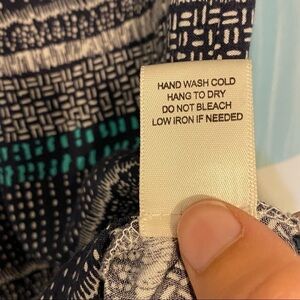 HAND WASH COLD
HANG TO DRY
DO NOT BLEACH
LOW IRON IF NEEDED